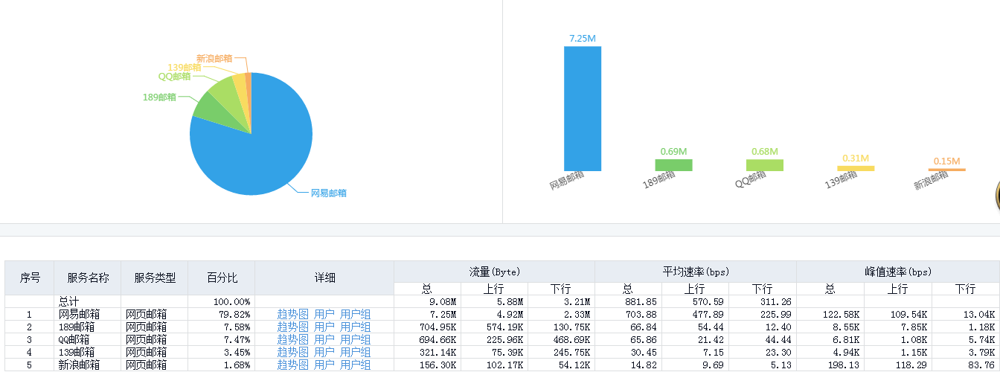 新浪邮箱
139邮箱
QQ邮箱
189邮箱
网易邮箱
7.25M
0.69M
0.68M
0.31M
0.15M
网易邮箱
189邮箱
QQ邮箱
139邮箱
新浪邮箱
序号 服务名称 服务类型 百分比 详细 流量(Byte) 平均速率(bps) 峰值速率(bps)
总 上行 下行 总 上行 下行 总 上行 下行
总计 100.00% 9.08M 5.88M 3.21M 881.85 570.59 311.26
1 网易邮箱 网页邮箱 79.82% 趋势图 用户 用户组 7.25M 4.92M 2.33M 703.88 477.89 225.99 122.58K 109.54K 13.04K
2 189邮箱 网页邮箱 7.58% 趋势图 用户 用户组 704.95K 574.19K 130.75K 66.84 54.44 12.40 8.55K 7.85K 1.18K
3 QQ邮箱 网页邮箱 7.47% 趋势图 用户 用户组 694.66K 225.96K 468.69K 65.86 21.42 44.44 6.81K 1.08K 5.74K
4 139邮箱 网页邮箱 3.45% 趋势图 用户 用户组 321.14K 75.39K 245.75K 30.45 7.15 23.30 4.94K 1.15K 3.79K
5 新浪邮箱 网页邮箱 1.68% 趋势图 用户 用户组 156.30K 102.17K 54.12K 14.82 9.69 5.13 198.13 118.29 83.76